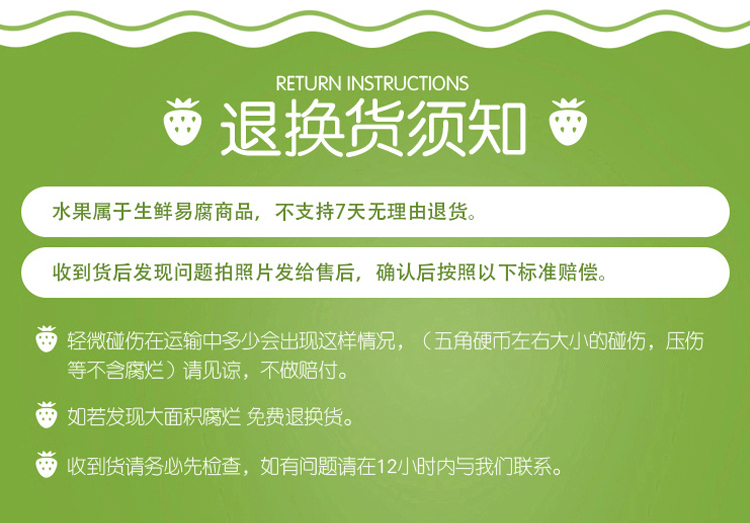 RETURN INSTRUCTIONS
退换货须知
水果属于生鲜易腐商品，不支持7天无理由退货。
收到货后发现问题拍照片发给售后，确认后按照以下标准赔偿。
轻微碰伤在运输中多少会出现这样情况，（五角硬币左右大小的碰伤，压伤
等不含腐烂）请见谅，不做赔付。
如若发现大面积腐烂 免费退换货。
收到货请务必先检查，如有问题请在12小时内与我们联系。